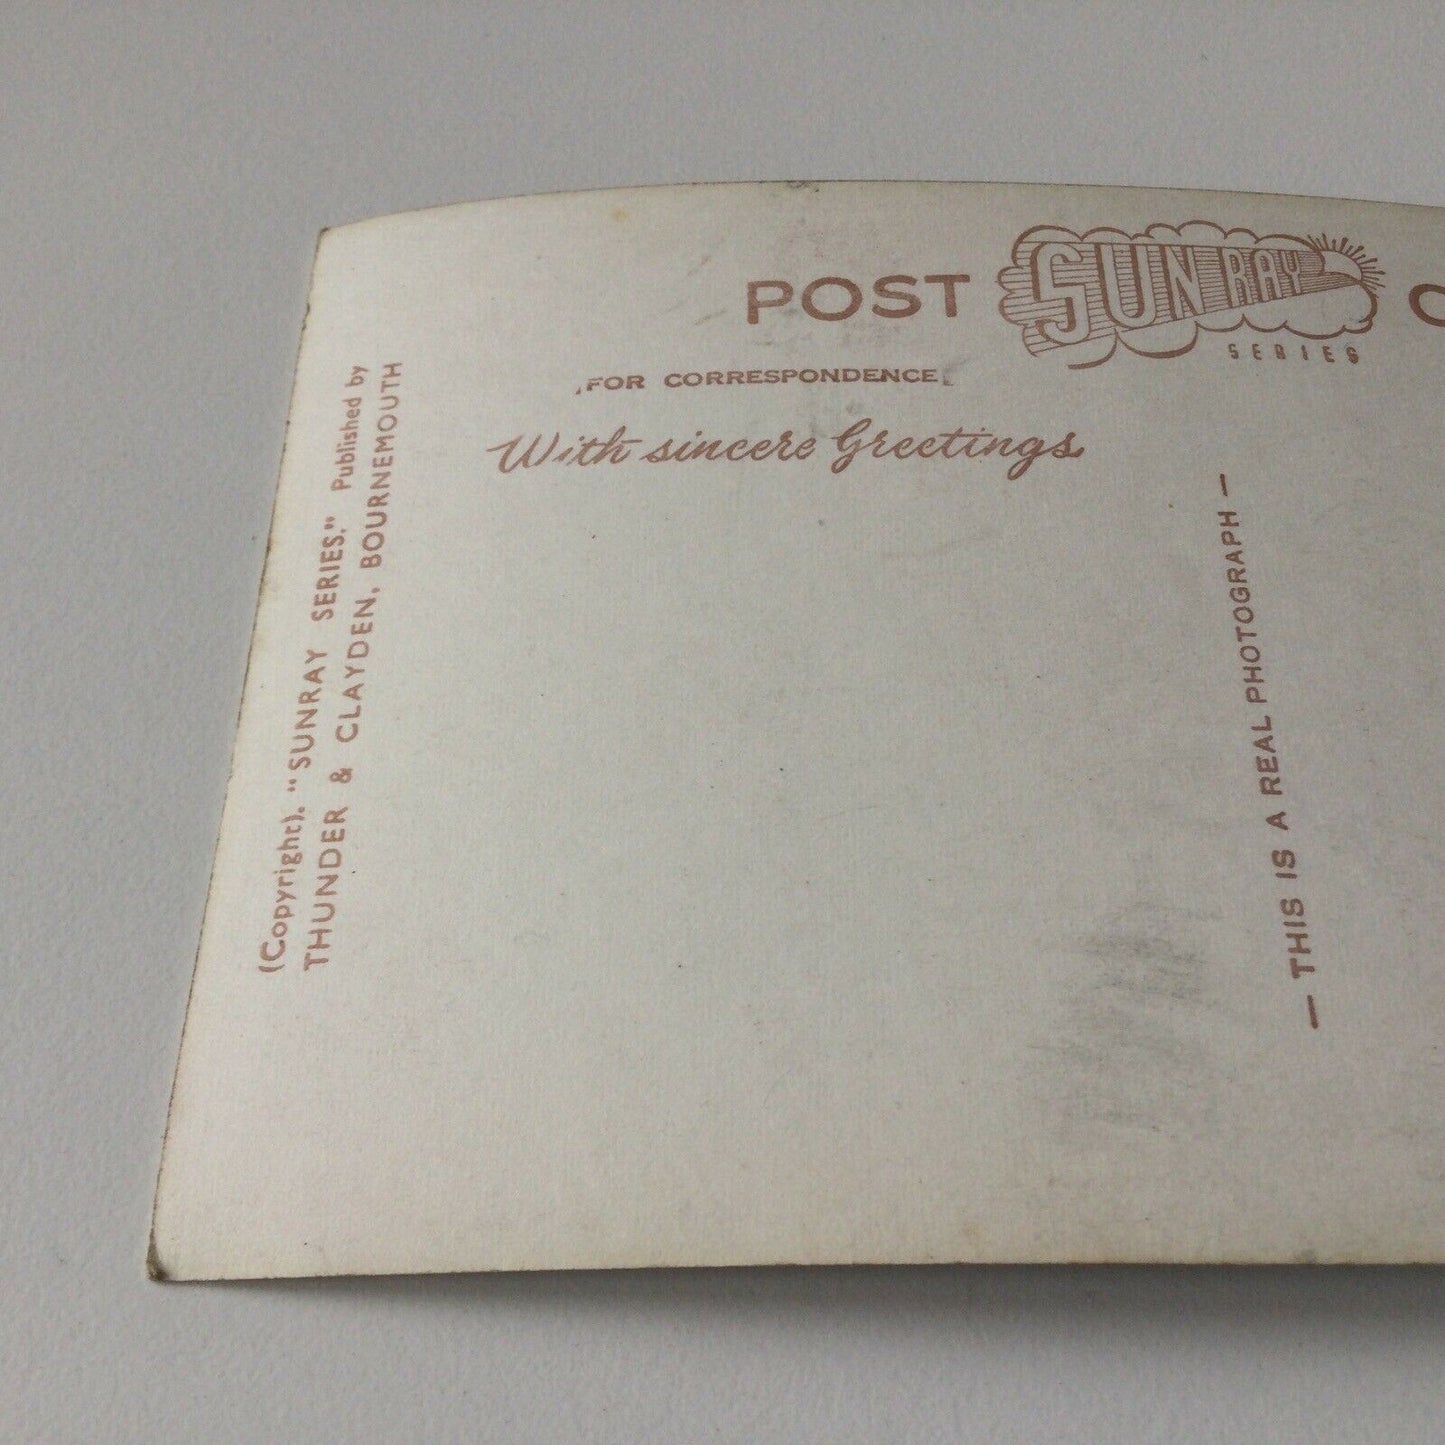 POST SUN RAY C
SERIES
FOR CORRESPONDENCE
With sincere Greetings
(Copyright). "SUNRAY SERIES." Published by
THUNDER & CLAYDEN, BOURNEMOUTH
— THIS IS A REAL PHOTOGRAPH —